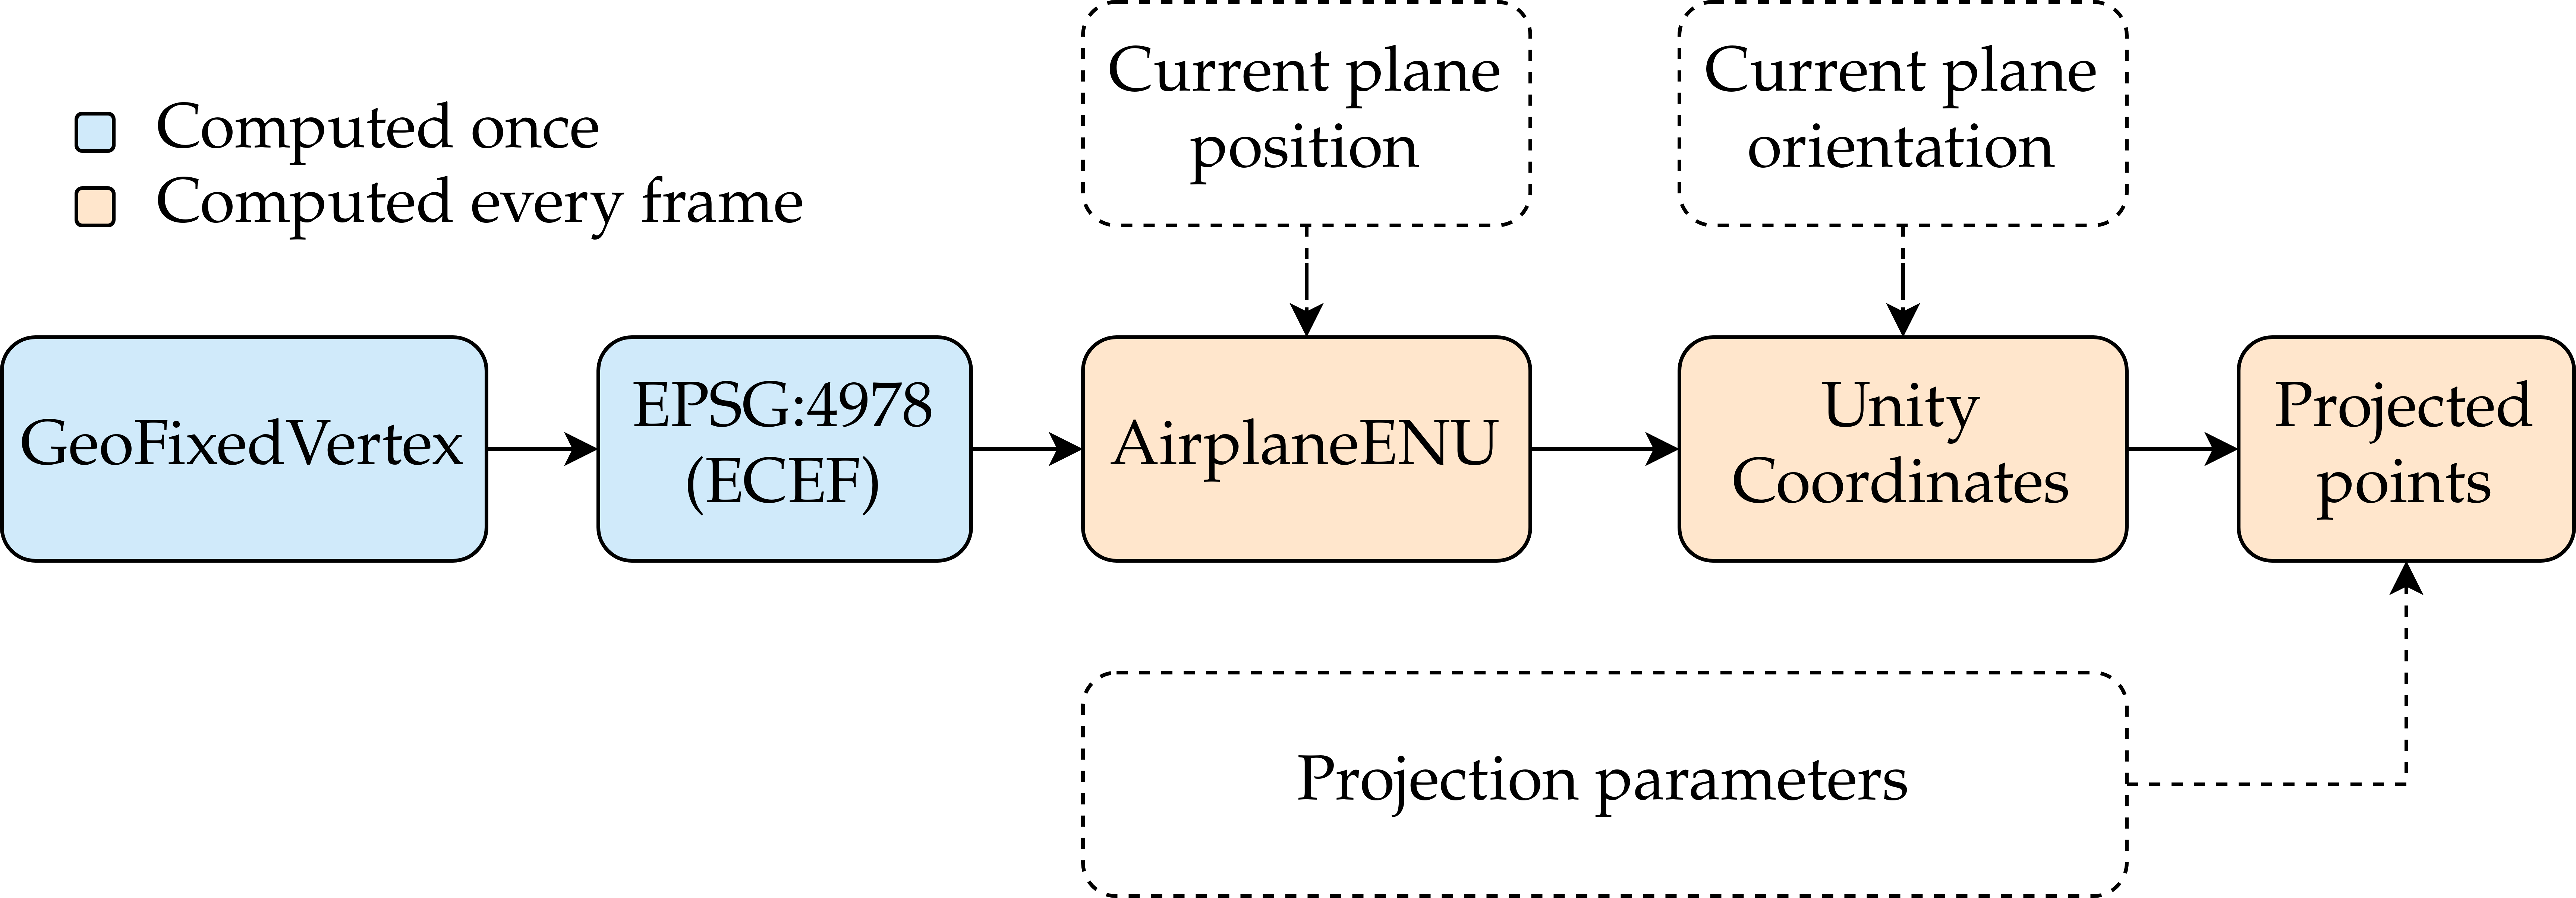 Computed once
Computed every frame
Current plane
position
Current plane
orientation
GeoFixedVertex
EPSG:4978
(ECEF)
AirplaneENU
Unity
Coordinates
Projected
points
Projection parameters